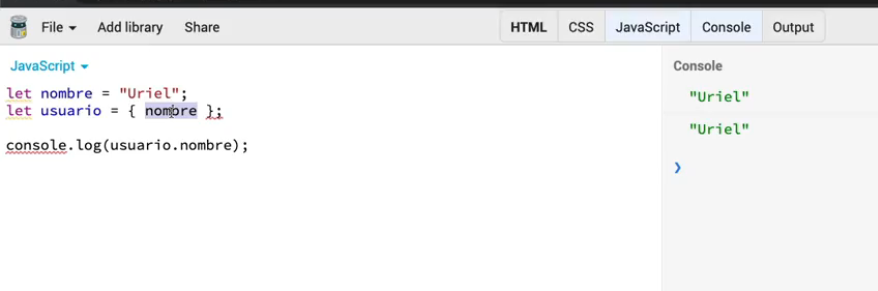 File Add library Share HTML CSS JavaScript Console Output
JavaScript
let nombre = "Uriel";
let usuario = { nombre };
console.log(usuario.nombre);
Console
"Uriel"
"Uriel"
❯